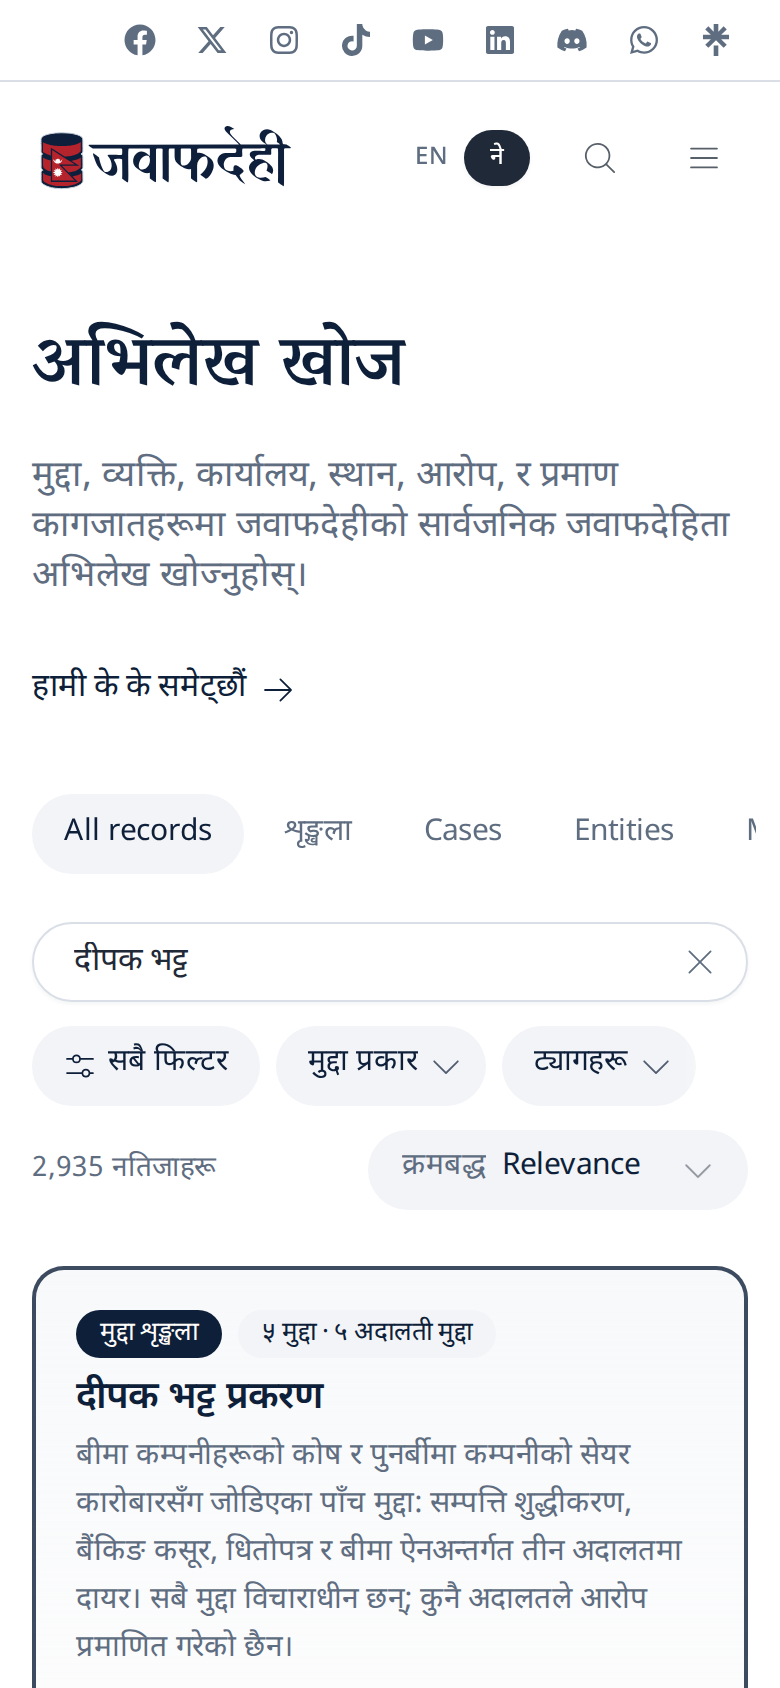 जवाफदेही
EN ने
अभिलेख खोज
मुद्दा, व्यक्ति, कार्यालय, स्थान, आरोप, र प्रमाण
कागजातहरूमा जवाफदेहीको सार्वजनिक जवाफदेहिता
अभिलेख खोज्नुहोस्।
हामी के के समेट्छौं
All records शृङ्खला Cases Entities
दीपक भट्ट
सबै फिल्टर मुद्दा प्रकार ट्यागहरू
2,935 नतिजाहरू क्रमबद्ध Relevance
मुद्दा शृङ्खला ५ मुद्दा · ५ अदालती मुद्दा
दीपक भट्ट प्रकरण
बीमा कम्पनीहरूको कोष र पुनर्बीमा कम्पनीको सेयर
कारोबारसँग जोडिएका पाँच मुद्दा: सम्पत्ति शुद्धीकरण,
बैंकिङ कसूर, धितोपत्र र बीमा ऐनअन्तर्गत तीन अदालतमा
दायर। सबै मुद्दा विचाराधीन छन्; कुनै अदालतले आरोप
प्रमाणित गरेको छैन।